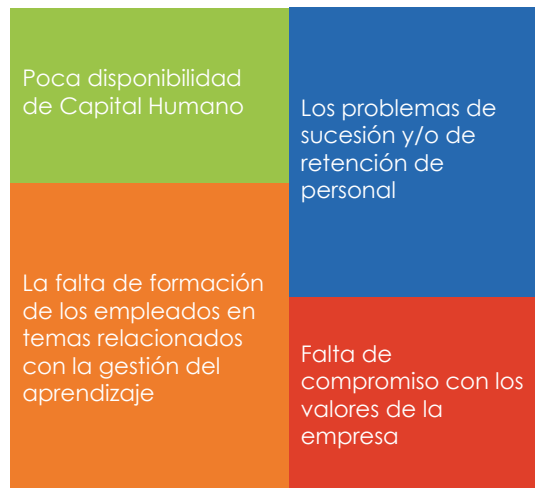 Poca disponibilidad
de Capital Humano
Los problemas de
sucesión y/o de
retención de
personal
La falta de formación
de los empleados en
temas relacionados
con la gestión del
aprendizaje
Falta de
compromiso con los
valores de la
empresa